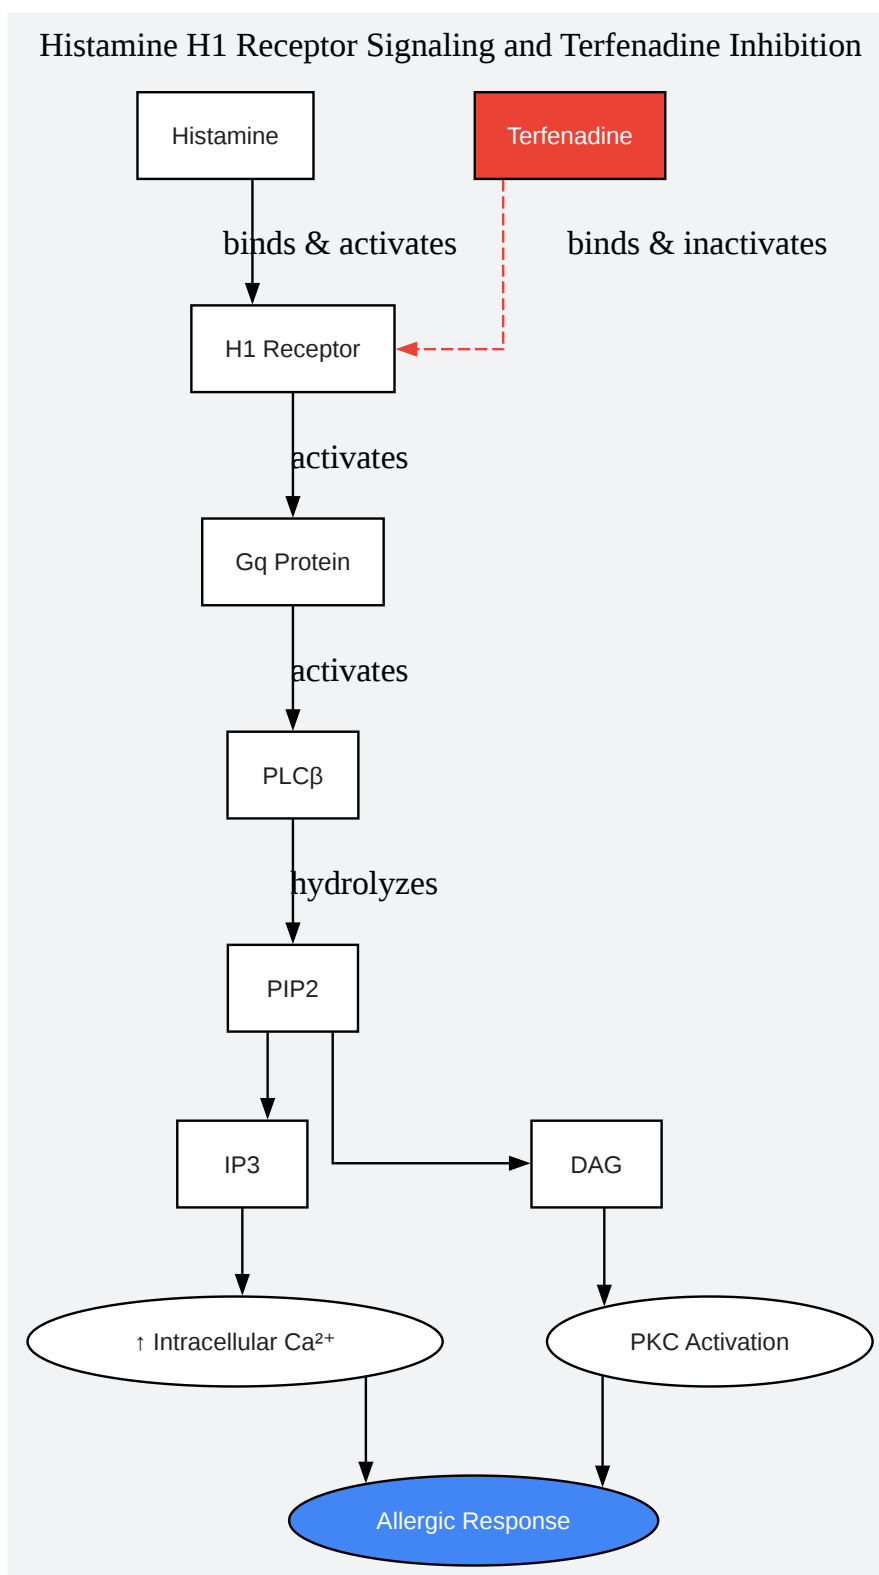 Histamine H1 Receptor Signaling and Terfenadine Inhibition
Histamine
Terfenadine
binds & activates
binds & inactivates
H1 Receptor
activates
Gq Protein
activates
PLCβ
hydrolyzes
PIP2
IP3
DAG
↑ Intracellular Ca²⁺
PKC Activation
Allergic Response